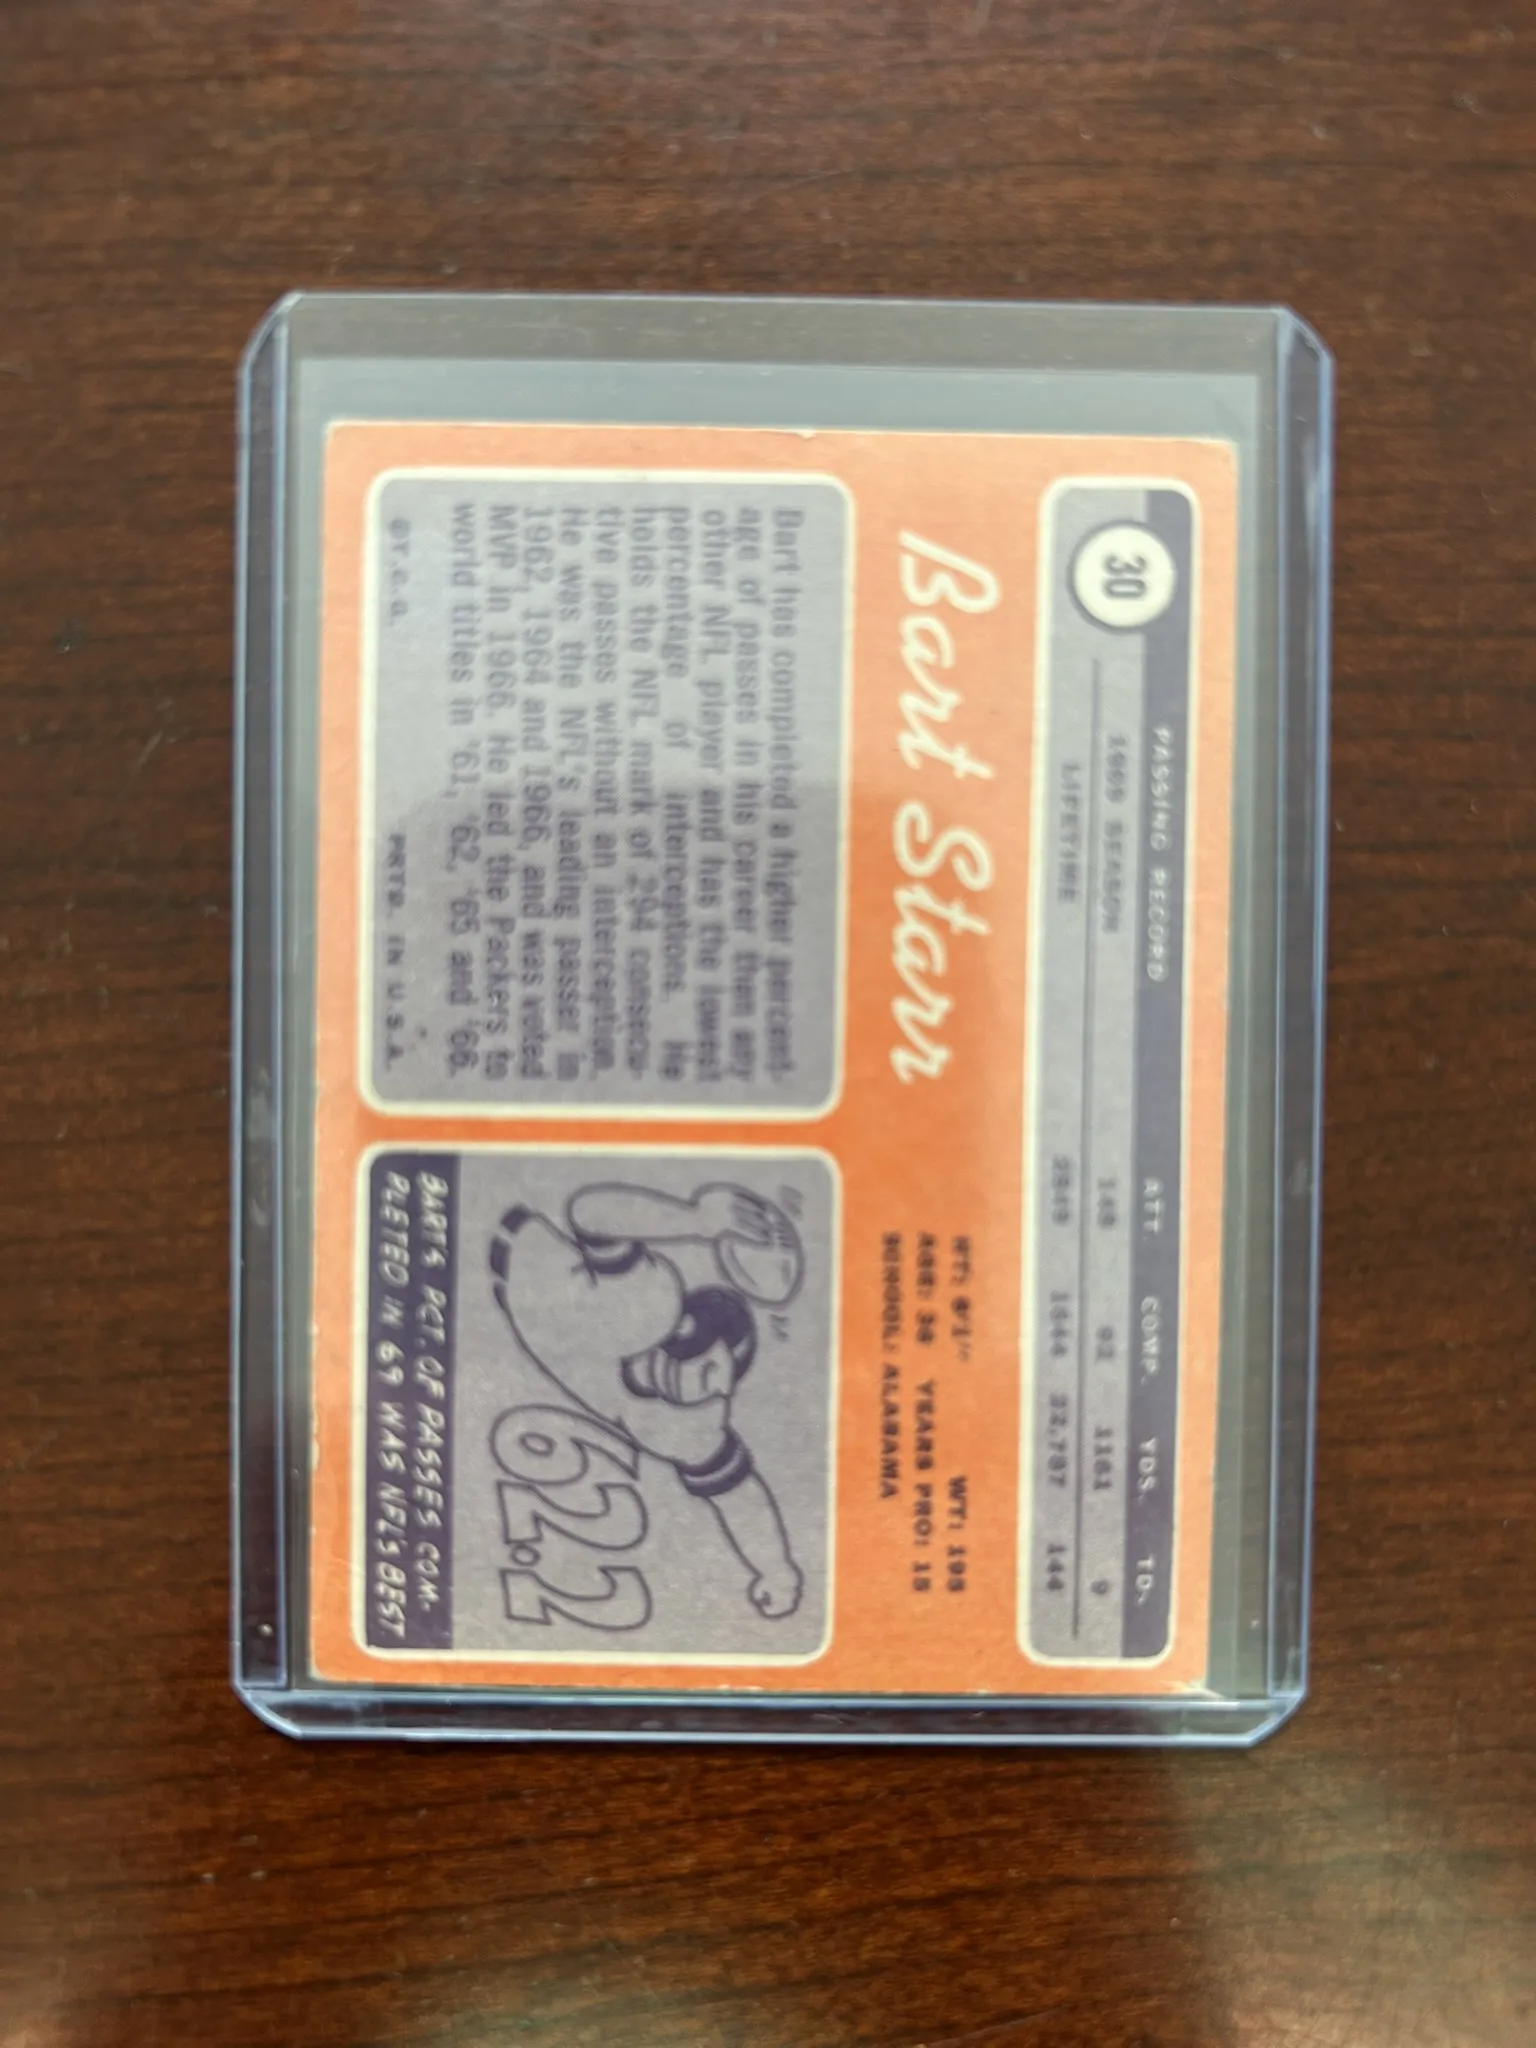 30
PASSING RECORD ATT. COMP. YDS. TD.
1969 SEASON 148 92 1161 9
LIFETIME 1644 22,787 144
Bart Starr
HT: 6'1" WT: 195
AGE: 36 YEARS PRO: 15
SCHOOL: ALABAMA
Bart has completed a higher percent-
age of passes in his career than any
other NFL player and has the lowest
percentage of interceptions. He
holds the NFL mark of 294 consecu-
tive passes without an interception.
He was the NFL's leading passer in
1962, 1964 and 1966, and was voted
MVP in 1966. He led the Packers to
world titles in '61, '62, '65 and '66.
©T.C.G. PRTD. IN U.S.A.
62.2
BART'S PCT. OF PASSES COM-
PLETED IN 69 WAS NFL'S BEST